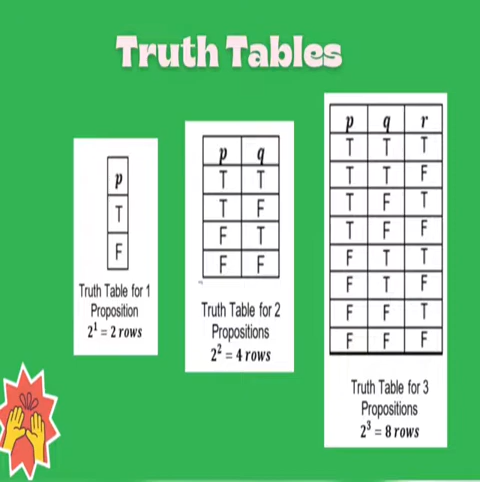 Truth Tables
p
T
F
Truth Table for 1
Proposition
2¹ = 2 rows
p q
T T
T F
F T
F F
Truth Table for 2
Propositions
2² = 4 rows
p q r
T T T
T T F
T F T
T F F
F T T
F T F
F F T
F F F
Truth Table for 3
Propositions
2³ = 8 rows